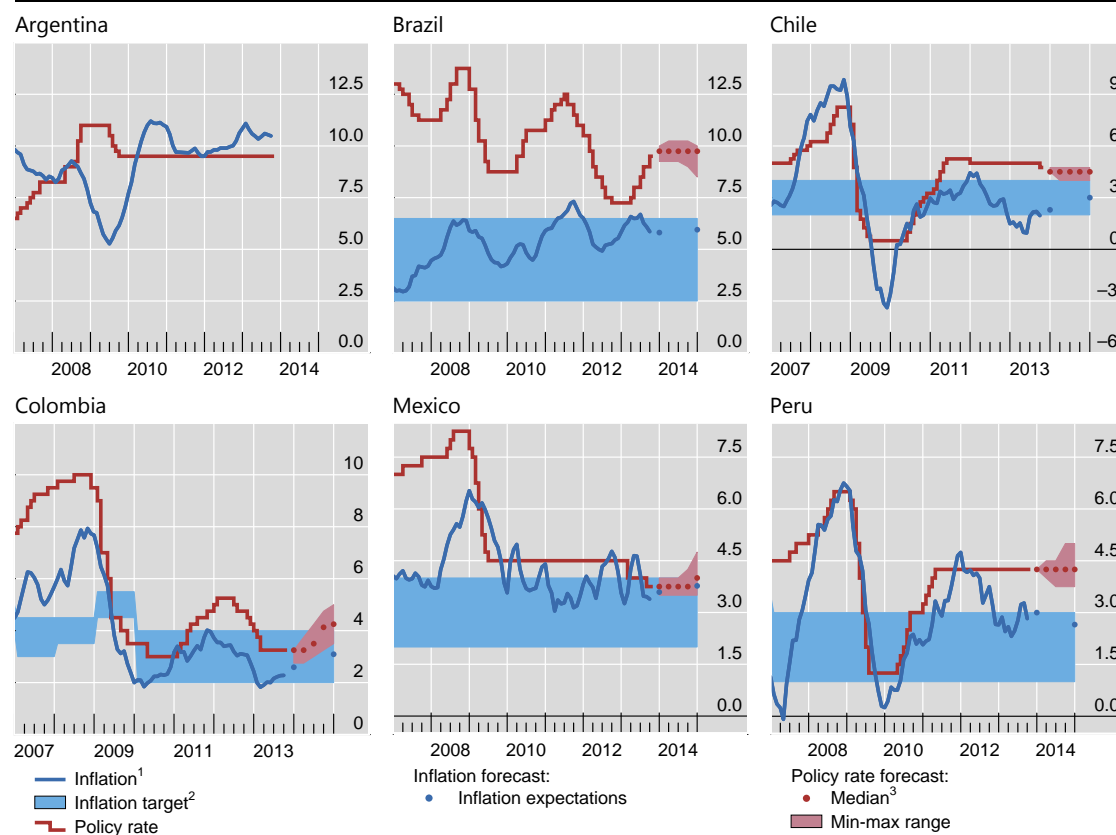 Argentina
12.5
10.0
7.5
5.0
2.5
0.0
2008 2010 2012 2014
Brazil
12.5
10.0
7.5
5.0
2.5
0.0
2008 2010 2012 2014
Chile
9
6
3
0
–3
–6
2007 2009 2011 2013
Colombia
10
8
6
4
2
0
2007 2009 2011 2013
Mexico
7.5
6.0
4.5
3.0
1.5
0.0
2008 2010 2012 2014
Peru
7.5
6.0
4.5
3.0
1.5
0.0
2008 2010 2012 2014
Inflation¹
Inflation target²
Policy rate
Inflation forecast:
Inflation expectations
Policy rate forecast:
Median³
Min-max range